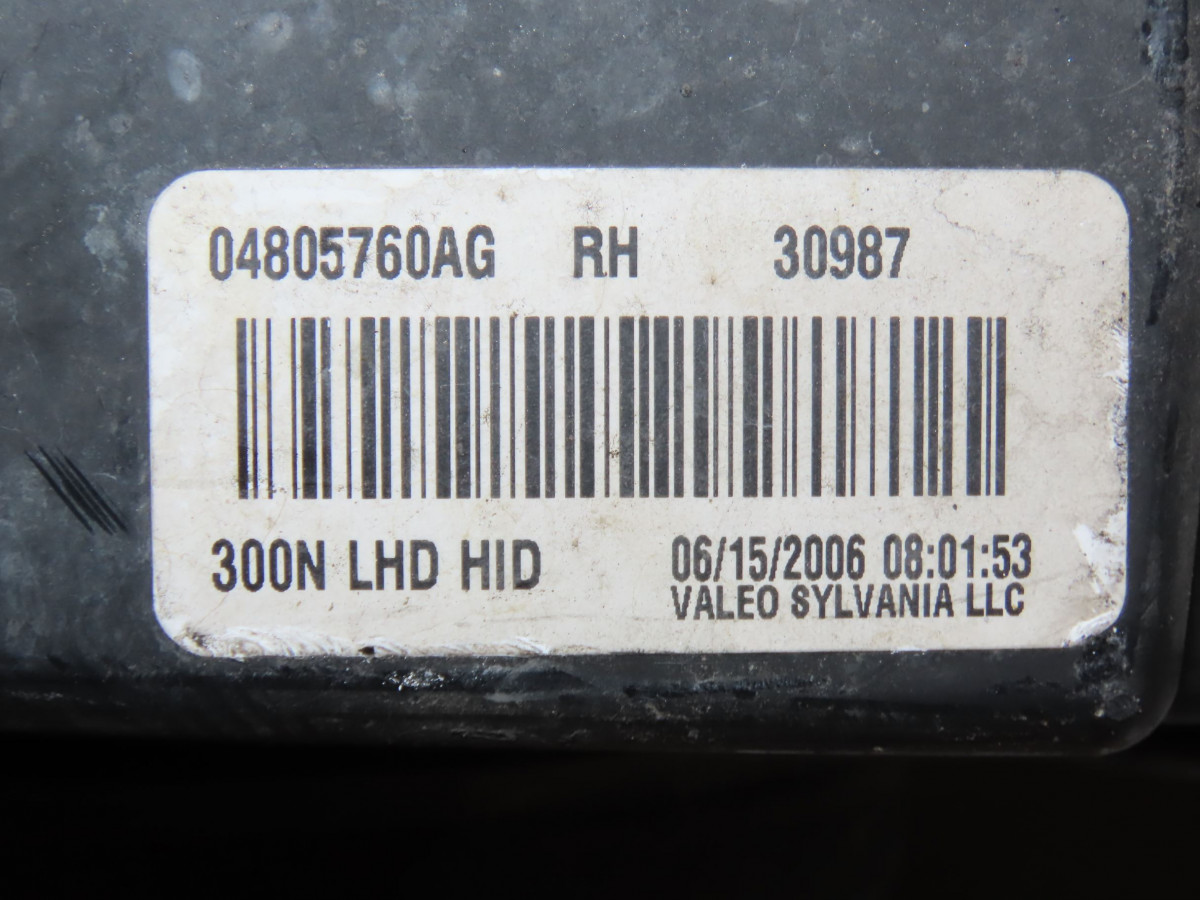 04805760AG RH 30987
300N LHD HID
06/15/2006 08:01:53
VALEO SYLVANIA LLC